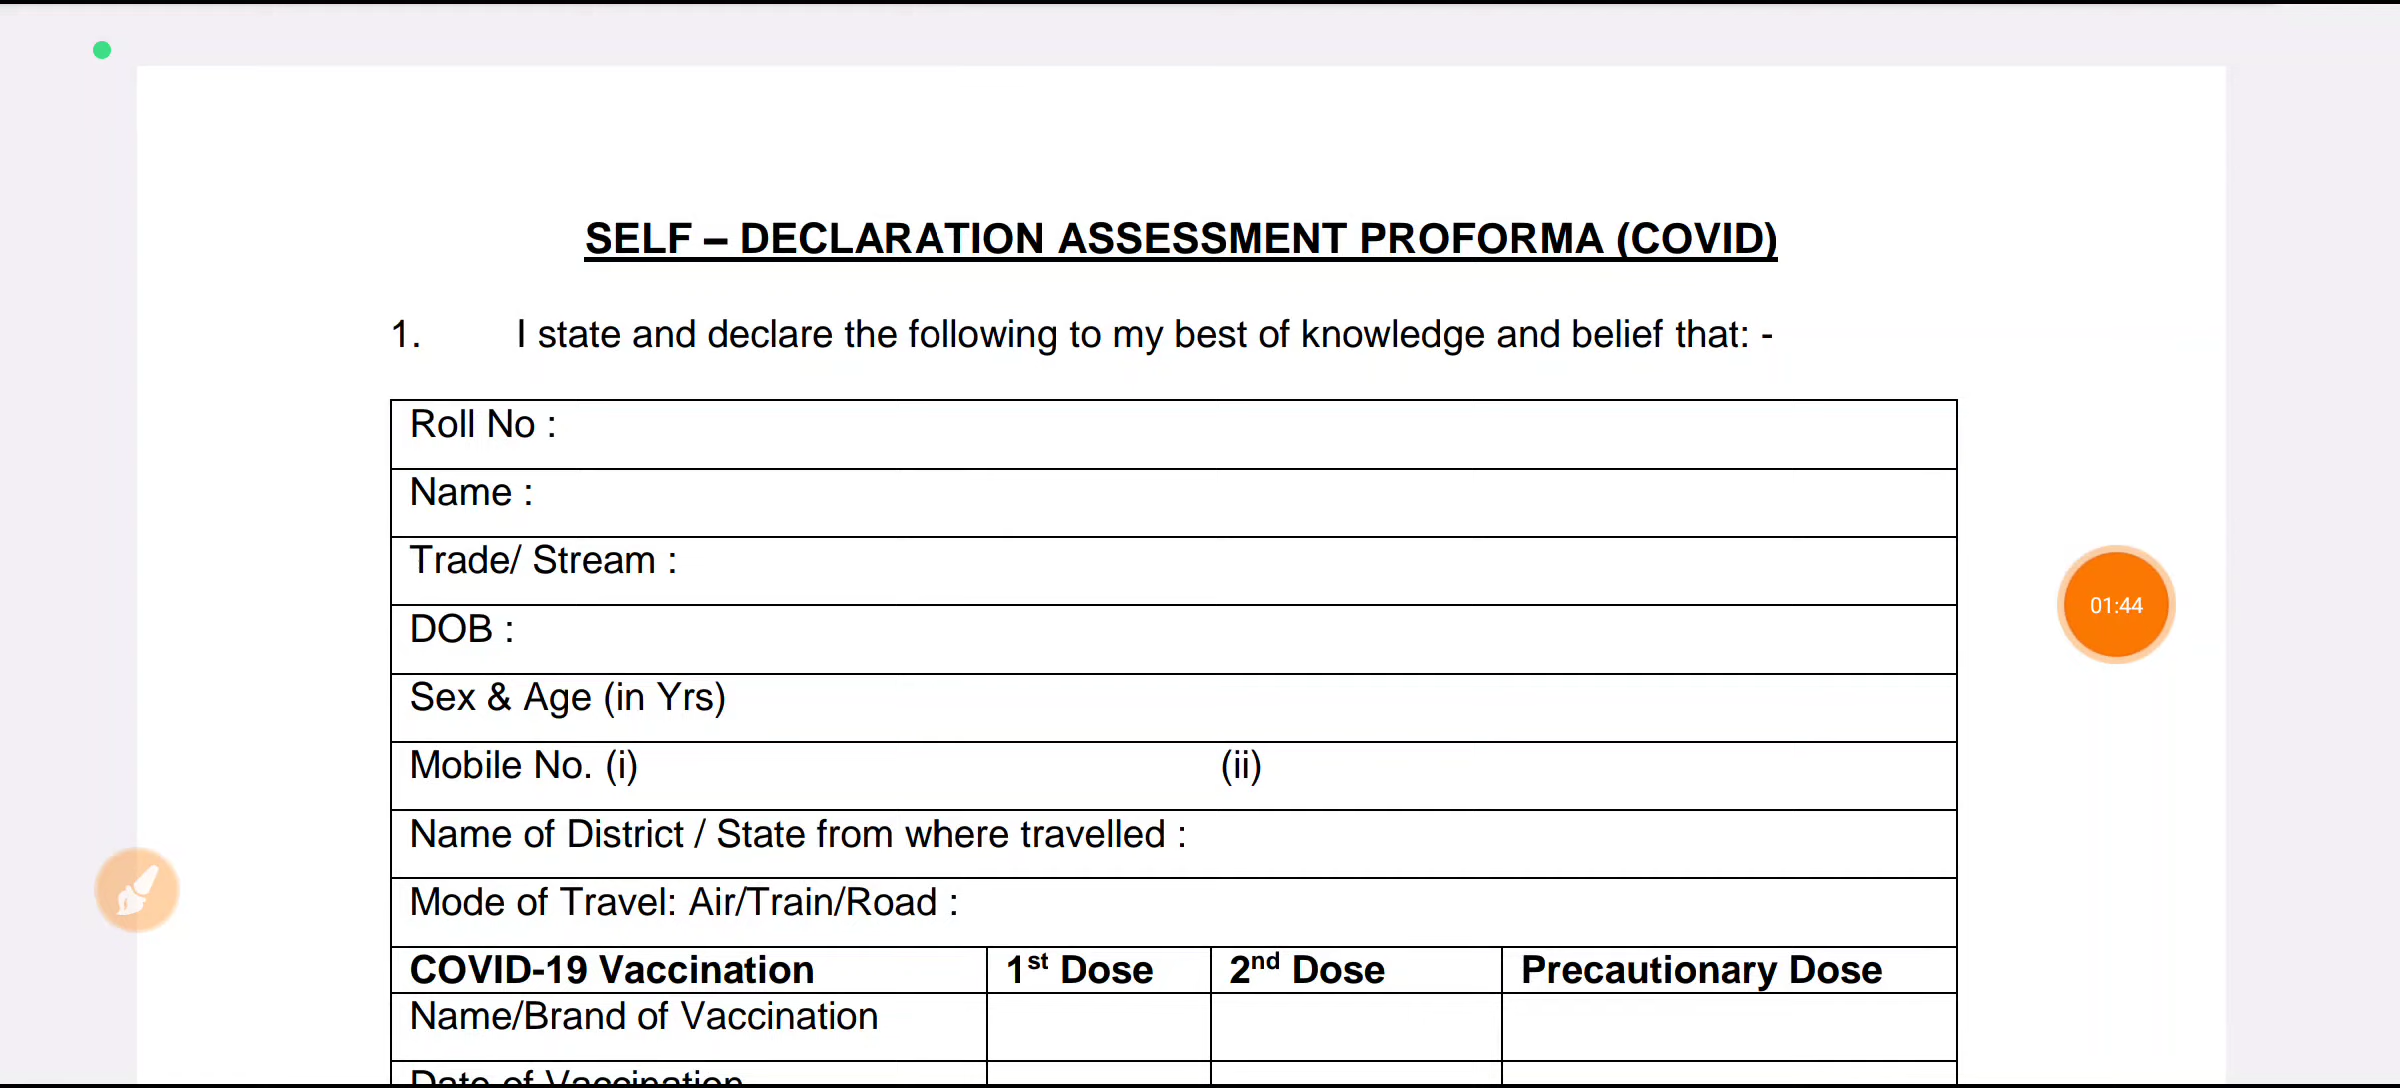 SELF – DECLARATION ASSESSMENT PROFORMA (COVID)
1. I state and declare the following to my best of knowledge and belief that: -
Roll No :
Name :
Trade/ Stream :
DOB :
Sex & Age (in Yrs)
01:44
Mobile No. (i) (ii)
Name of District / State from where travelled :
Mode of Travel: Air/Train/Road :
COVID-19 Vaccination 1st Dose 2nd Dose Precautionary Dose
Name/Brand of Vaccination
Date of Vaccination